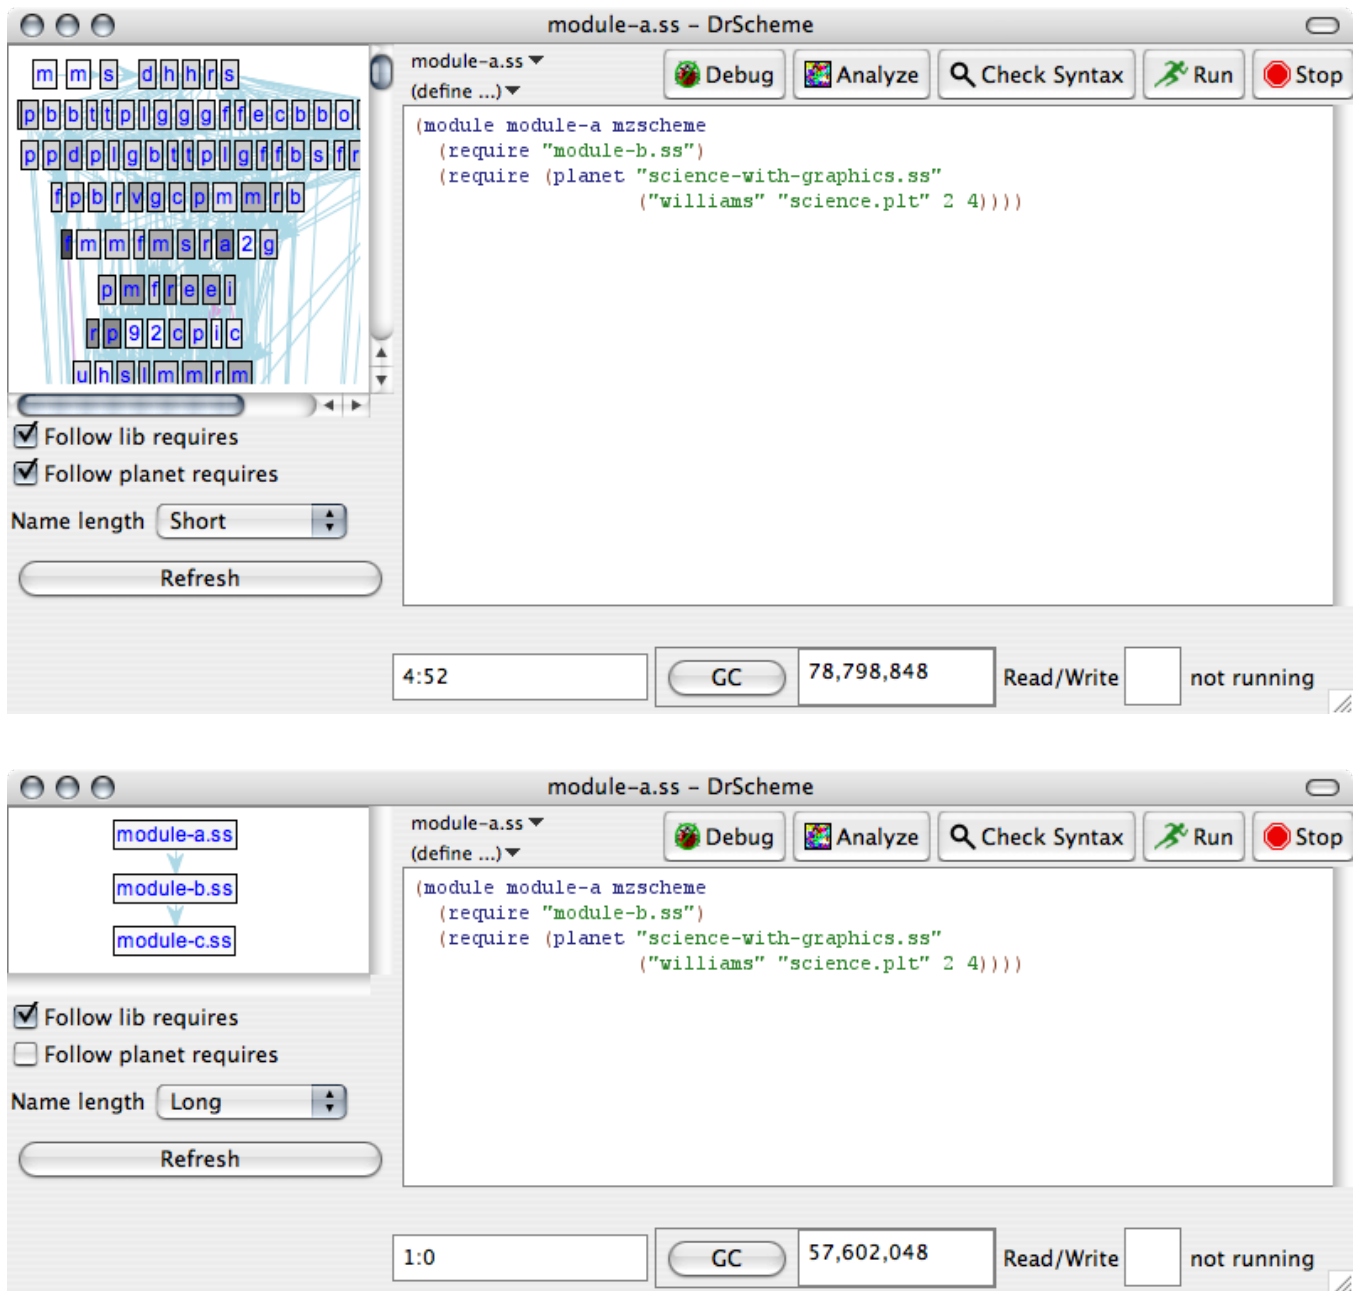 module-a.ss – DrScheme
m m s d h h r s
p b b t t p l g g g f f e c b b o
p p d p l g b t t p l g f f b s f r
f p b r v g c p m m r b
f m m f m s r a 2 g
p m f r e e i
r p 9 2 c p i c
u h s l m m r m
Follow lib requires
Follow planet requires
Name length Short
Refresh
module-a.ss
(define ...)
Debug Analyze Check Syntax Run Stop
(module module-a mzscheme
(require "module-b.ss")
(require (planet "science-with-graphics.ss"
("williams" "science.plt" 2 4))))
4:52 GC 78,798,848 Read/Write not running
module-a.ss – DrScheme
module-a.ss
module-b.ss
module-c.ss
Follow lib requires
Follow planet requires
Name length Long
Refresh
module-a.ss
(define ...)
Debug Analyze Check Syntax Run Stop
(module module-a mzscheme
(require "module-b.ss")
(require (planet "science-with-graphics.ss"
("williams" "science.plt" 2 4))))
1:0 GC 57,602,048 Read/Write not running